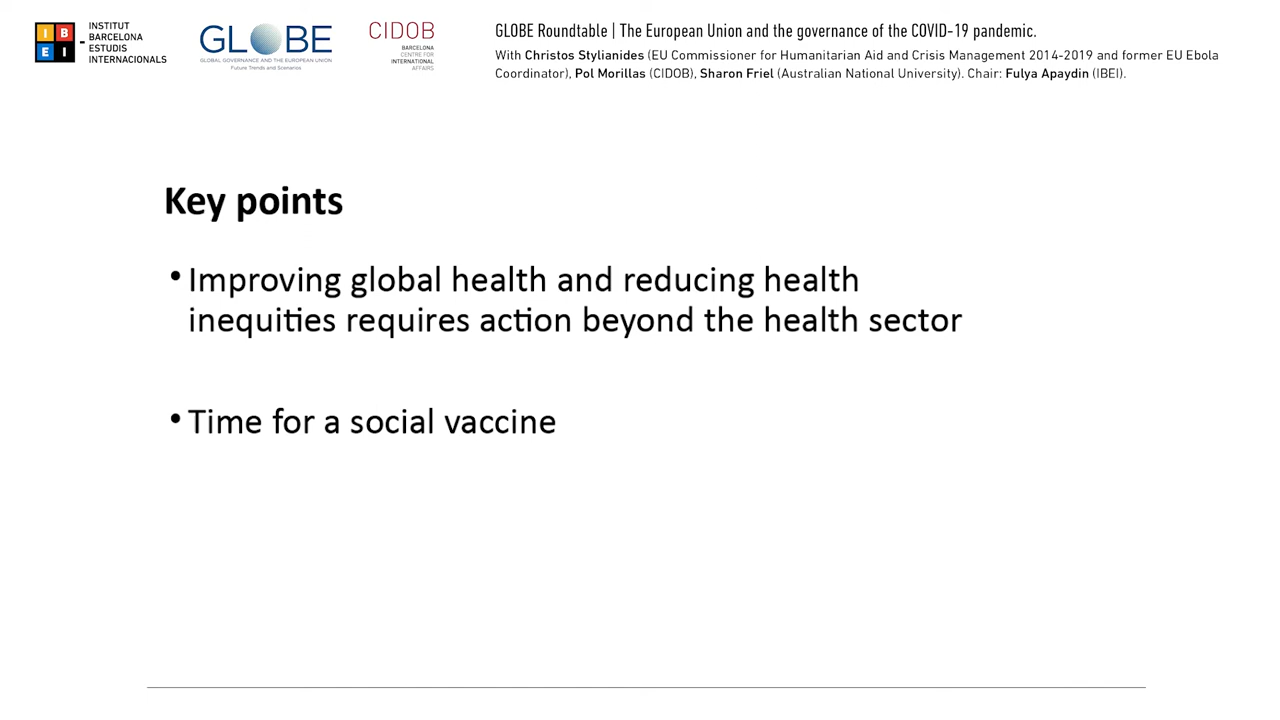 IB
EI
INSTITUT
BARCELONA
ESTUDIS
INTERNACIONALS
GLOBE
GLOBAL GOVERNANCE AND THE EUROPEAN UNION
Future Trends and Scenarios
CIDOB
BARCELONA
CENTRE FOR
INTERNATIONAL
AFFAIRS
GLOBE Roundtable | The European Union and the governance of the COVID-19 pandemic.
With Christos Stylianides (EU Commissioner for Humanitarian Aid and Crisis Management 2014-2019 and former EU Ebola
Coordinator), Pol Morillas (CIDOB), Sharon Friel (Australian National University). Chair: Fulya Apaydin (IBEI).
Key points
• Improving global health and reducing health
inequities requires action beyond the health sector
• Time for a social vaccine